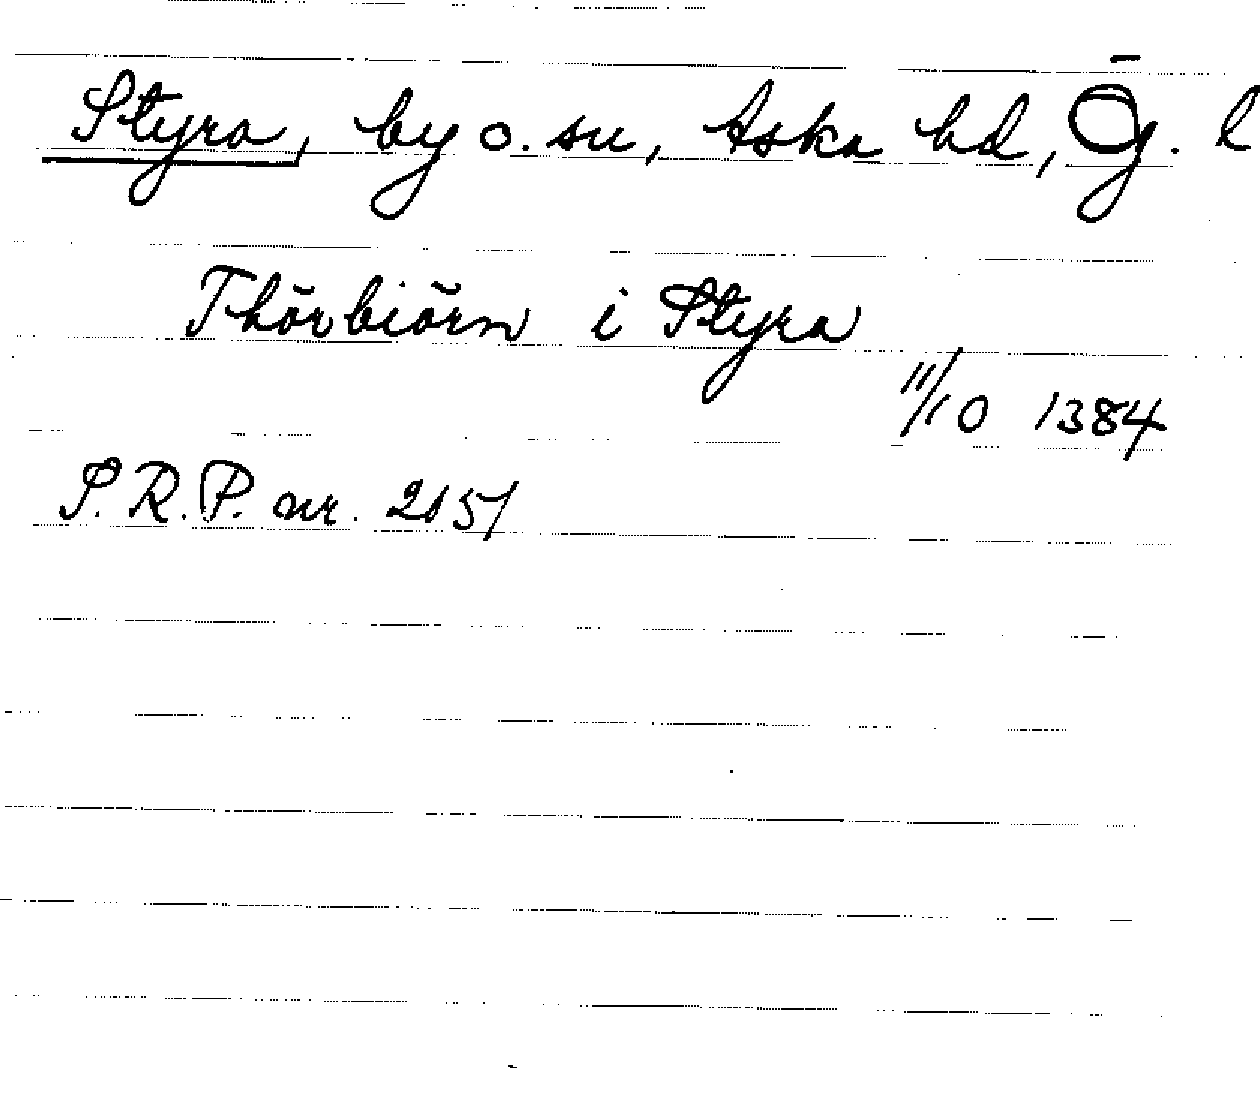 Styra, by o. sn, Aska hd, Ög. l
Thörbiörn i Styra
11/10 1384
S.R.P. nr. 2151